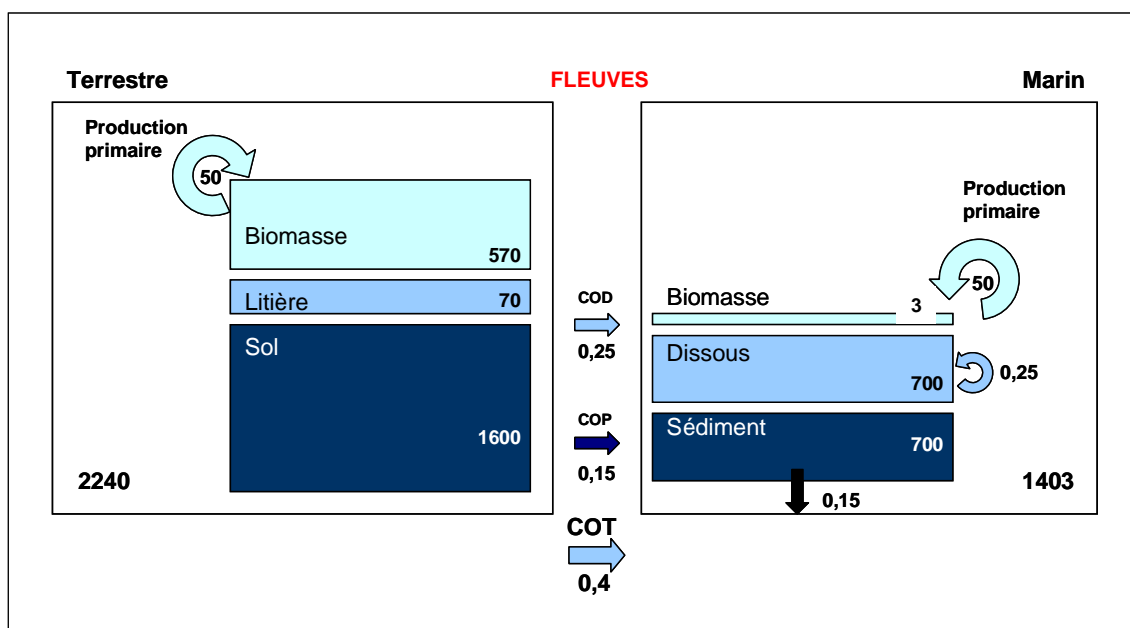 Terrestre
FLEUVES
Marin
Production
primaire
50
Biomasse
570
Litière
70
Sol
1600
2240
COD
0,25
COP
0,15
COT
0,4
Production
primaire
50
Biomasse
3
Dissous
700
0,25
Sédiment
700
0,15
1403